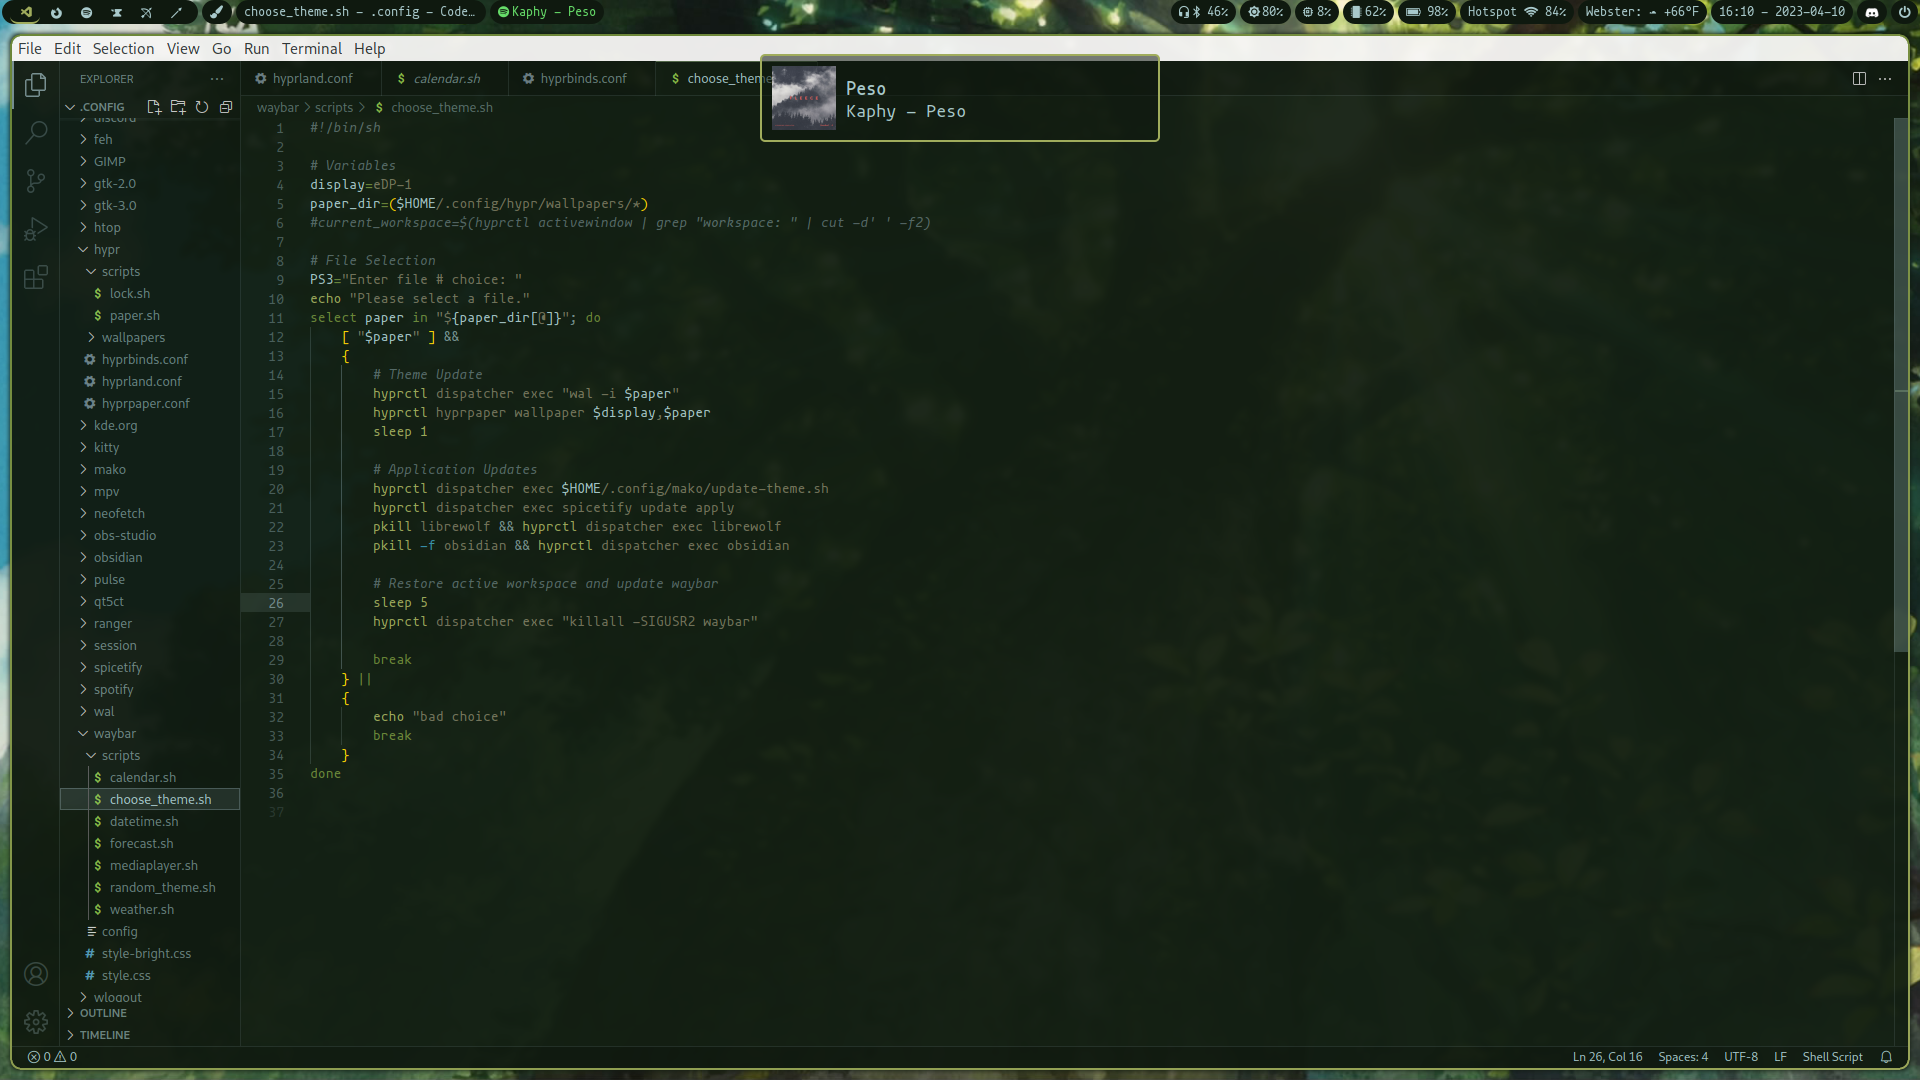 choose_theme.sh – .config – Code…
Kaphy – Peso
46%
80%
8%
62%
98%
Hotspot 84%
Webster: +66°F
16:10 – 2023-04-10
File Edit Selection View Go Run Terminal Help
EXPLORER
.CONFIG
discord
feh
GIMP
gtk-2.0
gtk-3.0
htop
hypr
scripts
lock.sh
paper.sh
wallpapers
hyprbinds.conf
hyprland.conf
hyprpaper.conf
kde.org
kitty
mako
mpv
neofetch
obs-studio
obsidian
pulse
qt5ct
ranger
session
spicetify
spotify
wal
waybar
scripts
calendar.sh
choose_theme.sh
datetime.sh
forecast.sh
mediaplayer.sh
random_theme.sh
weather.sh
config
style-bright.css
style.css
wlogout
OUTLINE
TIMELINE
hyprland.conf
$ calendar.sh
hyprbinds.conf
$ choose_theme
Peso
Kaphy – Peso
waybar > scripts > $ choose_theme.sh
1 #!/bin/sh
2
3 # Variables
4 display=eDP-1
5 paper_dir=($HOME/.config/hypr/wallpapers/*)
6 #current_workspace=$(hyprctl activewindow | grep "workspace: " | cut -d' ' -f2)
7
8 # File Selection
9 PS3="Enter file # choice: "
10 echo "Please select a file."
11 select paper in "${paper_dir[@]}"; do
12 [ "$paper" ] &&
13 {
14 # Theme Update
15 hyprctl dispatcher exec "wal -i $paper"
16 hyprctl hyprpaper wallpaper $display,$paper
17 sleep 1
18
19 # Application Updates
20 hyprctl dispatcher exec $HOME/.config/mako/update-theme.sh
21 hyprctl dispatcher exec spicetify update apply
22 pkill librewolf && hyprctl dispatcher exec librewolf
23 pkill -f obsidian && hyprctl dispatcher exec obsidian
24
25 # Restore active workspace and update waybar
26 sleep 5
27 hyprctl dispatcher exec "killall -SIGUSR2 waybar"
28
29 break
30 } ||
31 {
32 echo "bad choice"
33 break
34 }
35 done
36
37
0 0
Ln 26, Col 16 Spaces: 4 UTF-8 LF Shell Script